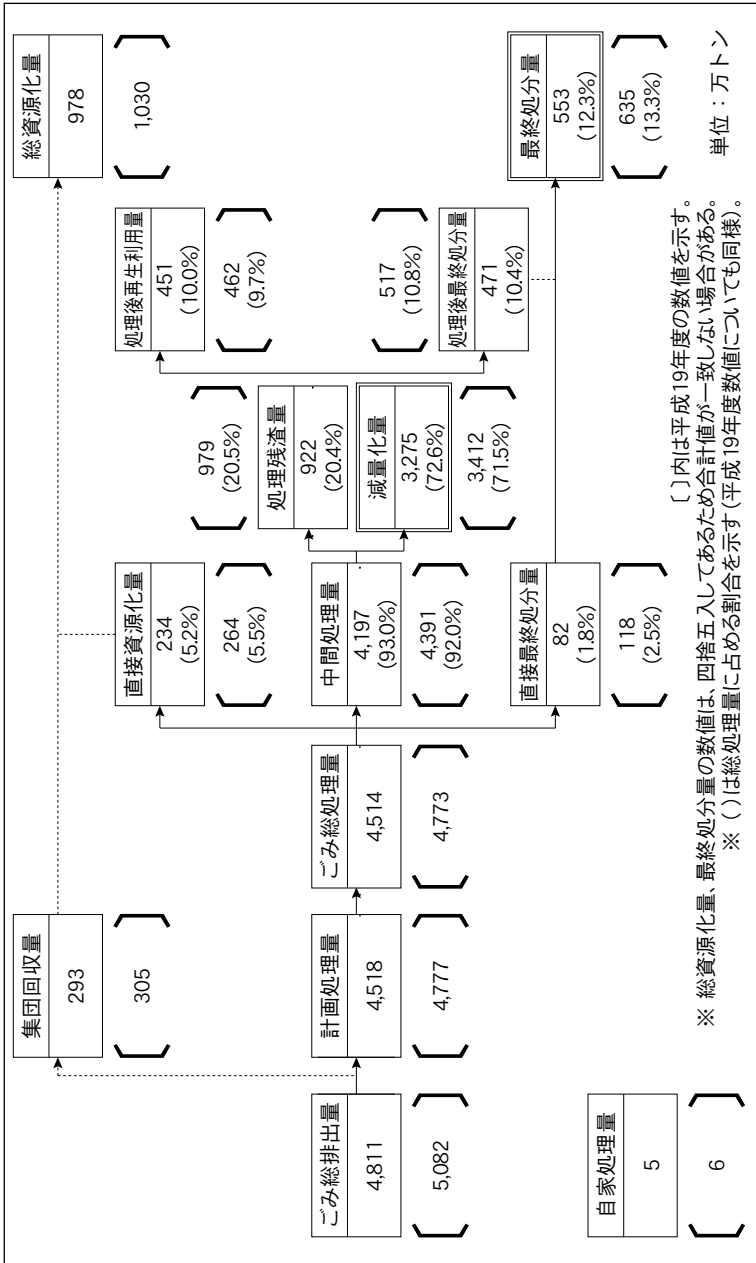 ごみ総排出量
4,811
〔5,082〕
自家処理量
5
〔6〕
集団回収量
293
〔305〕
計画処理量
4,518
〔4,777〕
ごみ総処理量
4,514
〔4,773〕
直接資源化量
234
(5.2%)
〔264
(5.5%)〕
中間処理量
4,197
(93.0%)
〔4,391
(92.0%)〕
直接最終処分量
82
(1.8%)
〔118
(2.5%)〕
〔979
(20.5%)〕
処理残渣量
922
(20.4%)
減量化量
3,275
(72.6%)
〔3,412
(71.5%)〕
処理後再生利用量
451
(10.0%)
〔462
(9.7%)〕
〔517
(10.8%)〕
処理後最終処分量
471
(10.4%)
総資源化量
978
〔1,030〕
最終処分量
553
(12.3%)
〔635
(13.3%)〕
単位：万トン
〔 〕内は平成19年度の数値を示す。
※ 総資源化量、最終処分量の数値は、四捨五入してあるため合計値が一致しない場合がある。
※ ( )は総処理量に占める割合を示す(平成19年度数値についても同様)。